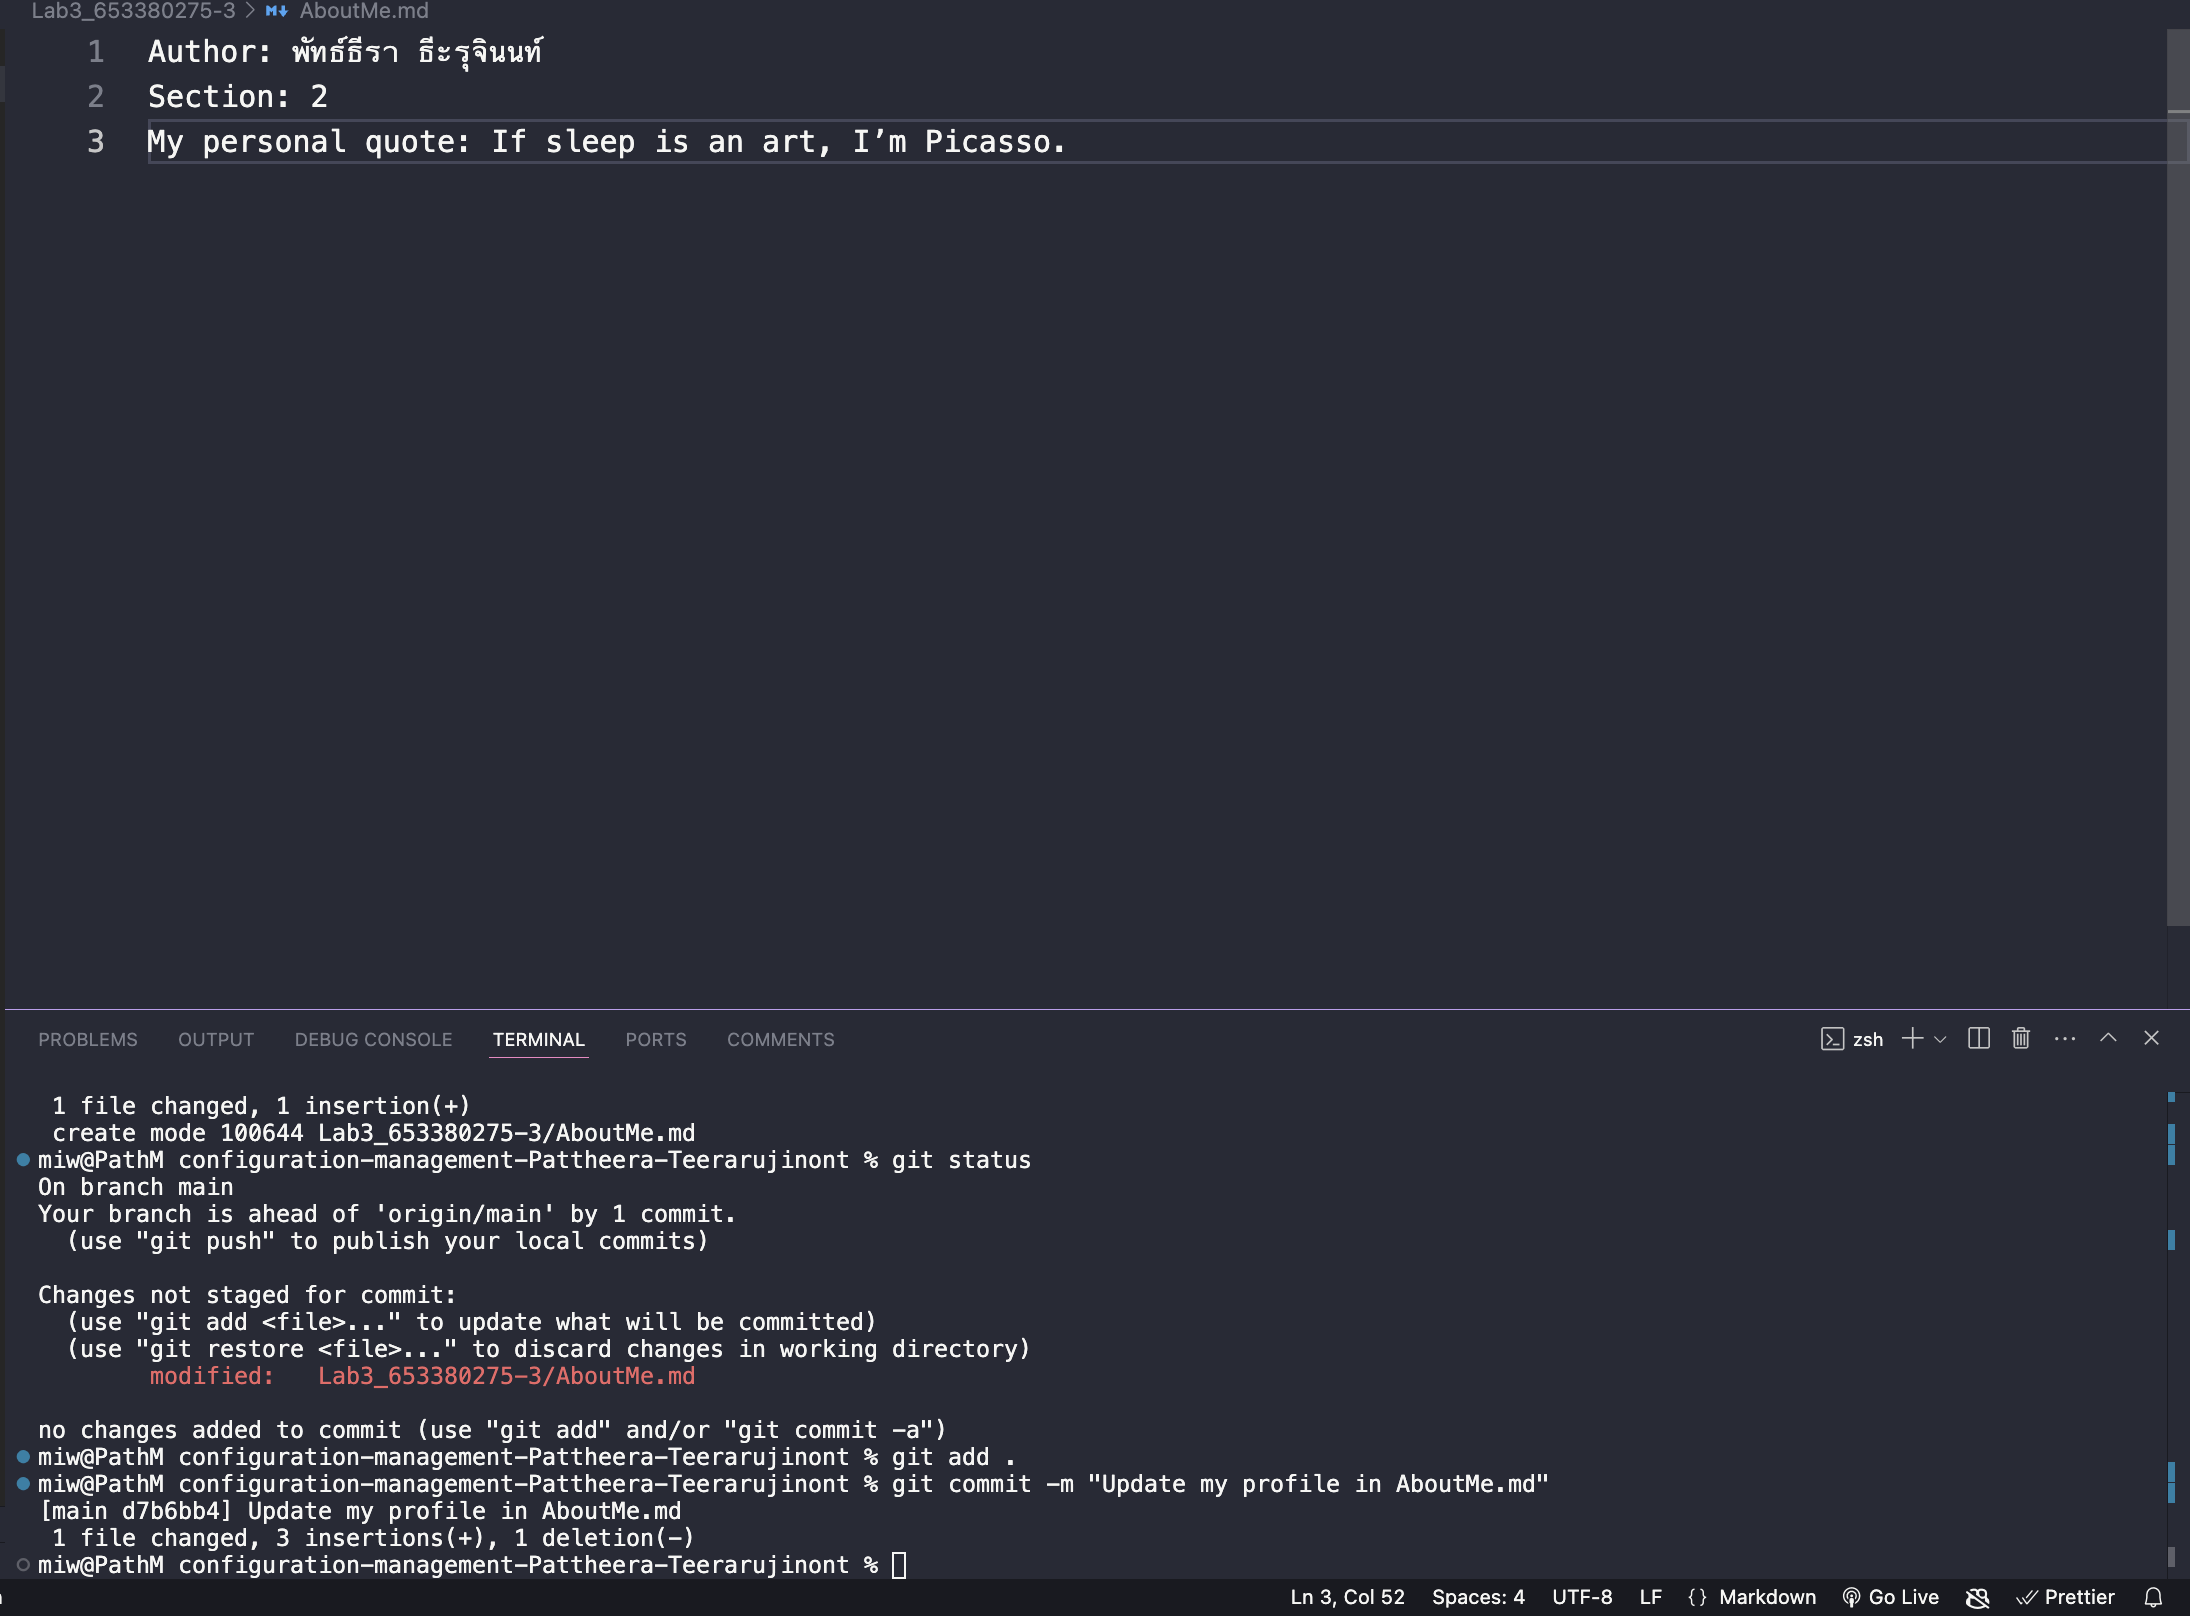 Lab3_653380275-3 > AboutMe.md
1 Author: พัทธ์ธีรา ธีะรุจินนท์
2 Section: 2
3 My personal quote: If sleep is an art, I’m Picasso.
PROBLEMS OUTPUT DEBUG CONSOLE TERMINAL PORTS COMMENTS zsh
1 file changed, 1 insertion(+)
create mode 100644 Lab3_653380275-3/AboutMe.md
miw@PathM configuration-management-Pattheera-Teerarujinont % git status
On branch main
Your branch is ahead of 'origin/main' by 1 commit.
(use "git push" to publish your local commits)
Changes not staged for commit:
(use "git add <file>..." to update what will be committed)
(use "git restore <file>..." to discard changes in working directory)
modified: Lab3_653380275-3/AboutMe.md
no changes added to commit (use "git add" and/or "git commit -a")
miw@PathM configuration-management-Pattheera-Teerarujinont % git add .
miw@PathM configuration-management-Pattheera-Teerarujinont % git commit -m "Update my profile in AboutMe.md"
[main d7b6bb4] Update my profile in AboutMe.md
1 file changed, 3 insertions(+), 1 deletion(-)
miw@PathM configuration-management-Pattheera-Teerarujinont %
Ln 3, Col 52 Spaces: 4 UTF-8 LF {} Markdown Go Live Prettier